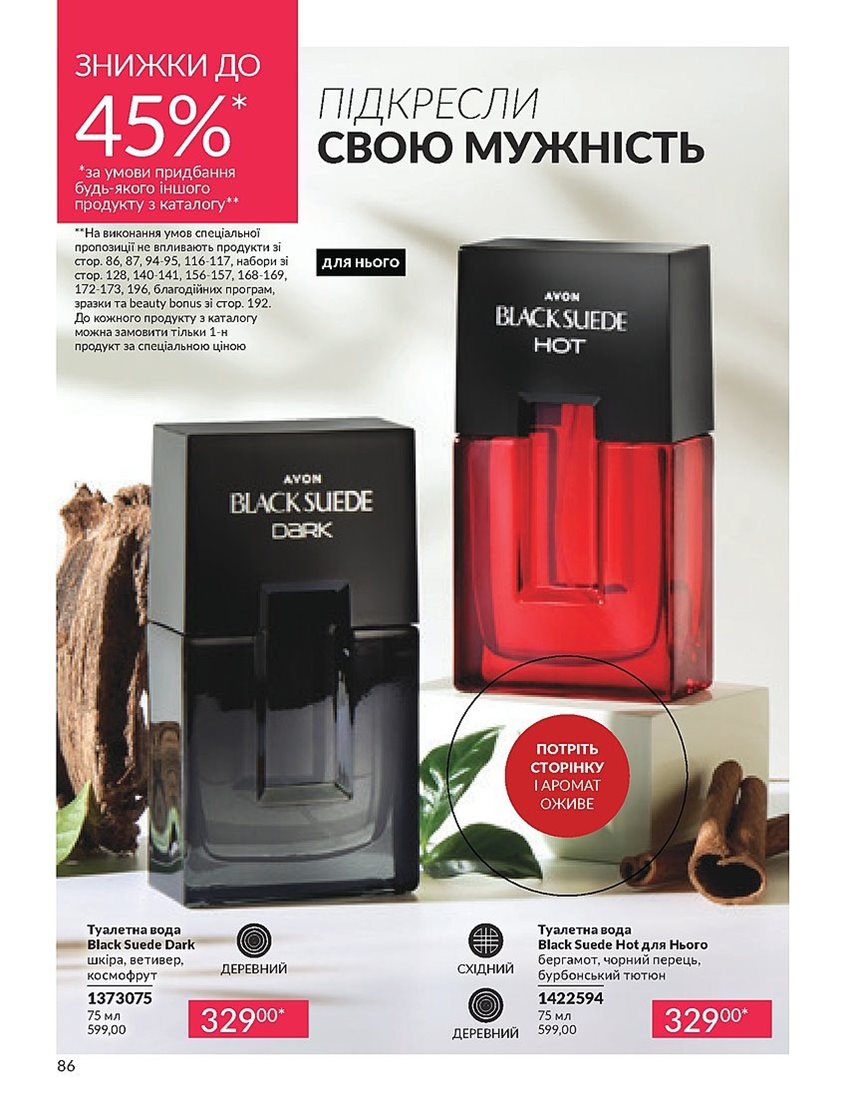 ЗНИЖКИ ДО
45%*
*за умови придбання
будь-якого іншого
продукту з каталогу**
ПІДКРЕСЛИ
СВОЮ МУЖНІСТЬ
**На виконання умов спеціальної
пропозиції не впливають продукти зі
стор. 86, 87, 94-95, 116-117, набори зі
стор. 128, 140-141, 156-157, 168-169,
172-173, 196, благодійних програм,
зразки та beauty bonus зі стор. 192.
До кожного продукту з каталогу
можна замовити тільки 1-н
продукт за спеціальною ціною
ДЛЯ НЬОГО
AVON
BLACK SUEDE
HOT
AVON
BLACK SUEDE
DARK
ПОТРІТЬ
СТОРІНКУ
І АРОМАТ
ОЖИВЕ
Туалетна вода
Black Suede Dark
шкіра, ветивер,
космофрут
1373075
75 мл
599,00
ДЕРЕВНИЙ
32900*
СХІДНИЙ
ДЕРЕВНИЙ
Туалетна вода
Black Suede Hot для Нього
бергамот, чорний перець,
бурбонський тютюн
1422594
75 мл
599,00
32900*
86